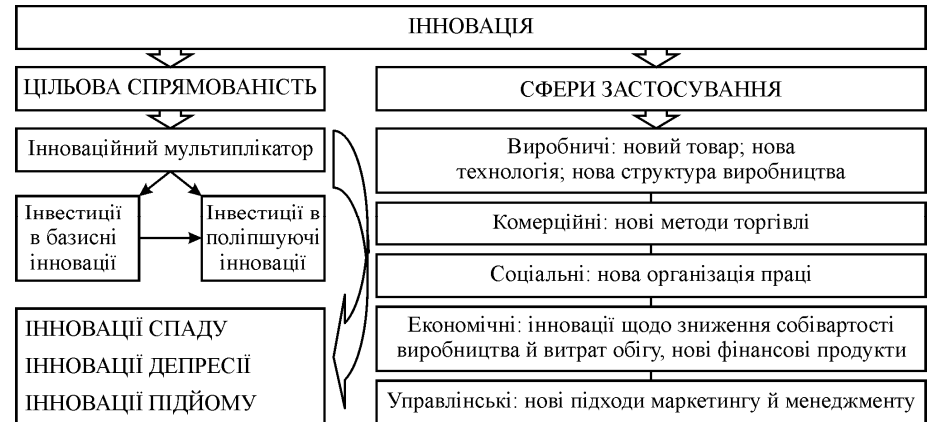 ІННОВАЦІЯ
ЦІЛЬОВА СПРЯМОВАНІСТЬ
Інноваційний мультиплікатор
Інвестиції
в базисні
інновації
Інвестиції в
поліпшуючі
інновації
ІННОВАЦІЇ СПАДУ
ІННОВАЦІЇ ДЕПРЕСІЇ
ІННОВАЦІЇ ПІДЙОМУ
СФЕРИ ЗАСТОСУВАННЯ
Виробничі: новий товар; нова
технологія; нова структура виробництва
Комерційні: нові методи торгівлі
Соціальні: нова організація праці
Економічні: інновації щодо зниження собівартості
виробництва й витрат обігу, нові фінансові продукти
Управлінські: нові підходи маркетингу й менеджменту